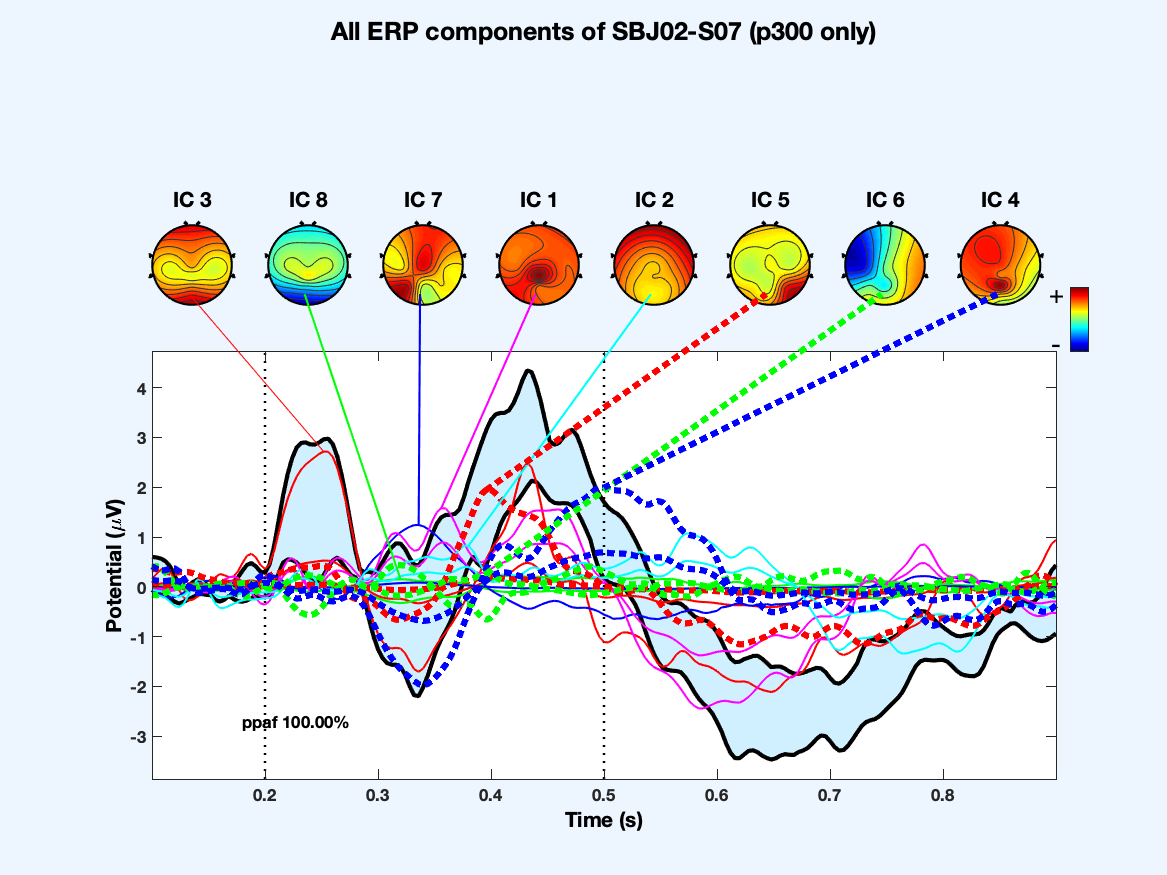 All ERP components of SBJ02-S07 (p300 only)
IC 3 IC 8 IC 7 IC 1 IC 2 IC 5 IC 6 IC 4
+
-
4
3
2
1
0
-1
-2
-3
Potential (μV)
ppaf 100.00%
0.2 0.3 0.4 0.5 0.6 0.7 0.8
Time (s)